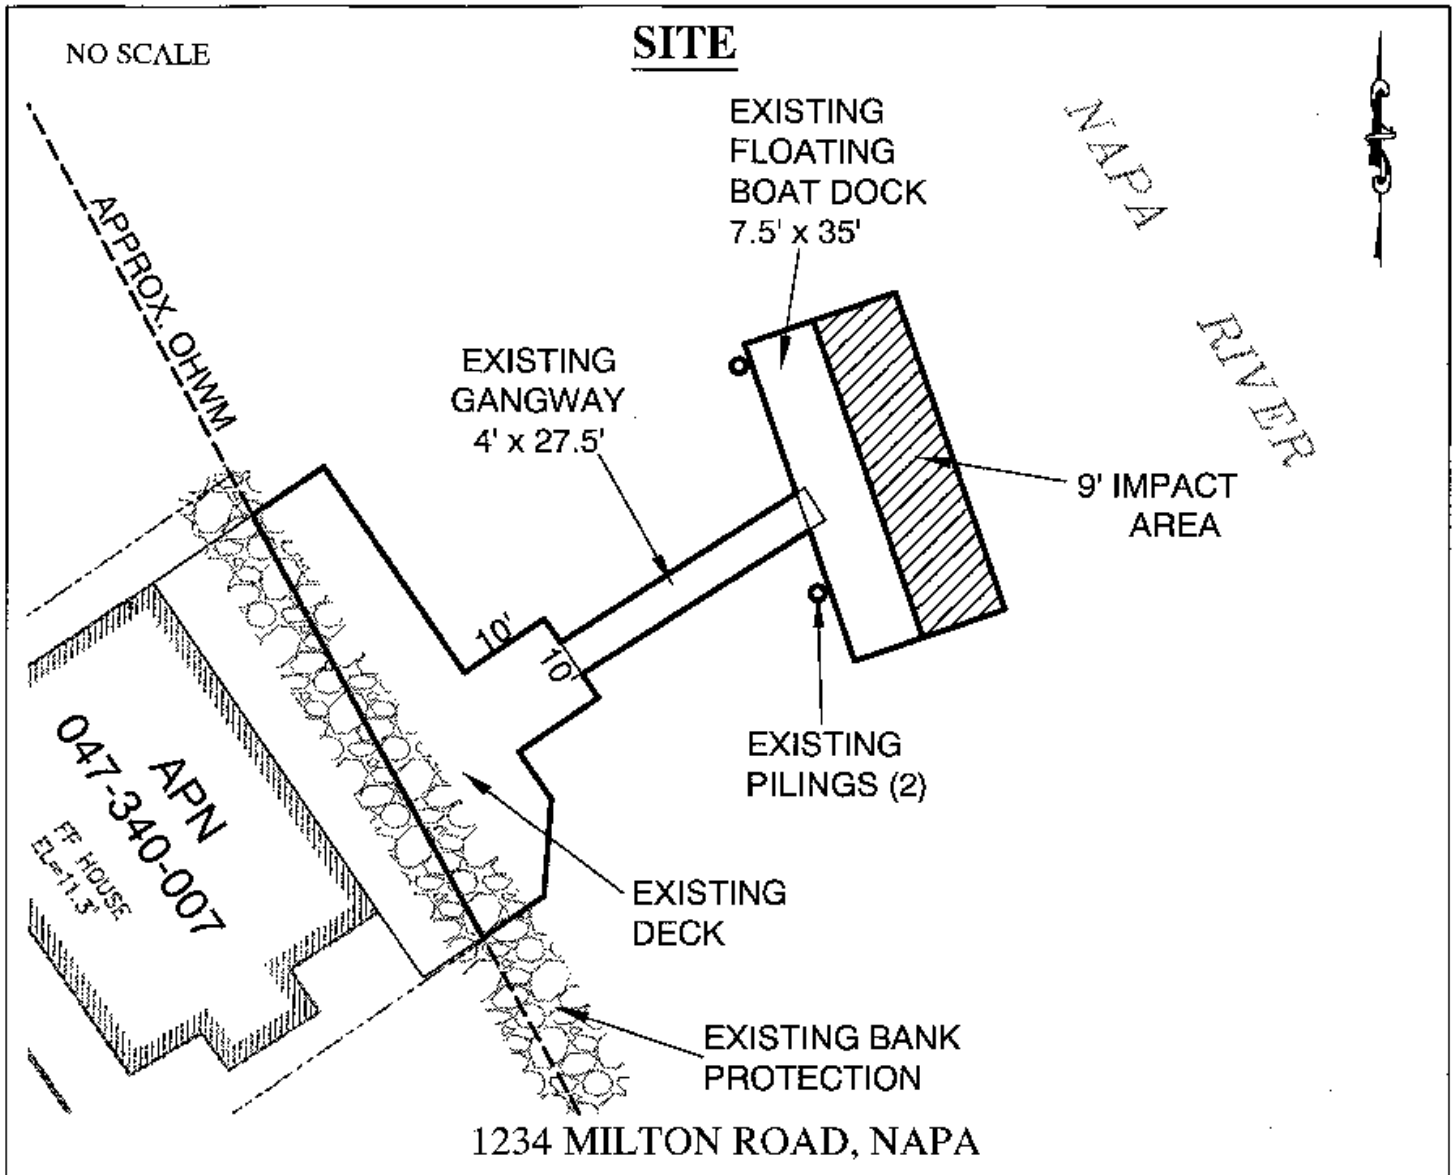 NO SCALE
SITE
EXISTING
FLOATING
BOAT DOCK
7.5' x 35'
NAPA
RIVER
APPROX. OHWM
EXISTING
GANGWAY
4' x 27.5'
9' IMPACT
AREA
10'
10'
EXISTING
PILINGS (2)
APN
047-340-007
FF HOUSE
EL=11.3'
EXISTING
DECK
EXISTING BANK
PROTECTION
1234 MILTON ROAD, NAPA